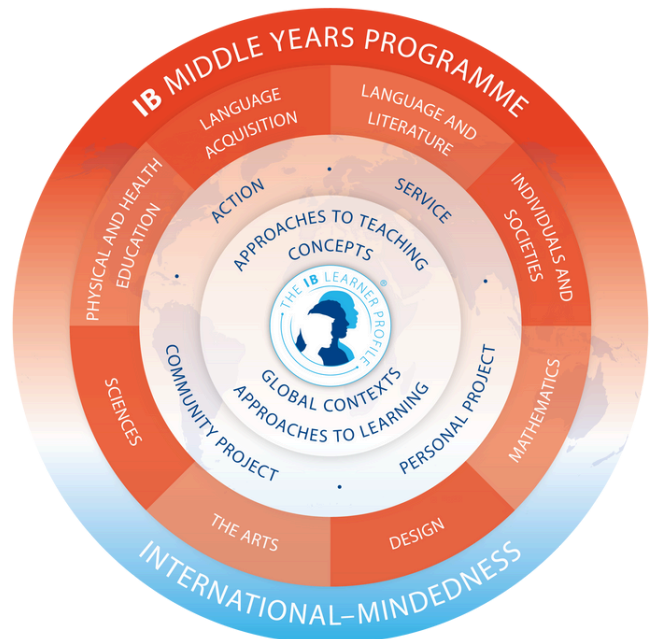 IB MIDDLE YEARS PROGRAMME
LANGUAGE
ACQUISITION
LANGUAGE AND
LITERATURE
PHYSICAL AND HEALTH
EDUCATION
INDIVIDUALS AND
SOCIETIES
SCIENCES
MATHEMATICS
THE ARTS
DESIGN
ACTION
SERVICE
COMMUNITY PROJECT
PERSONAL PROJECT
APPROACHES TO TEACHING
CONCEPTS
THE IB LEARNER PROFILE®
GLOBAL CONTEXTS
APPROACHES TO LEARNING
INTERNATIONAL–MINDEDNESS